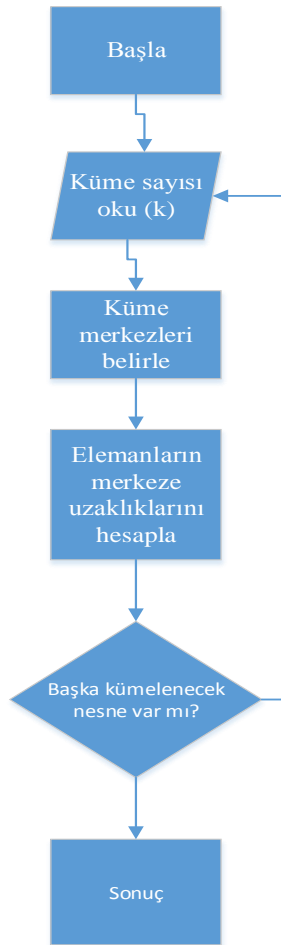 Başla
Küme sayısı
oku (k)
Küme
merkezleri
belirle
Elemanların
merkeze
uzaklıklarını
hesapla
Başka kümelenecek
nesne var mı?
Sonuç